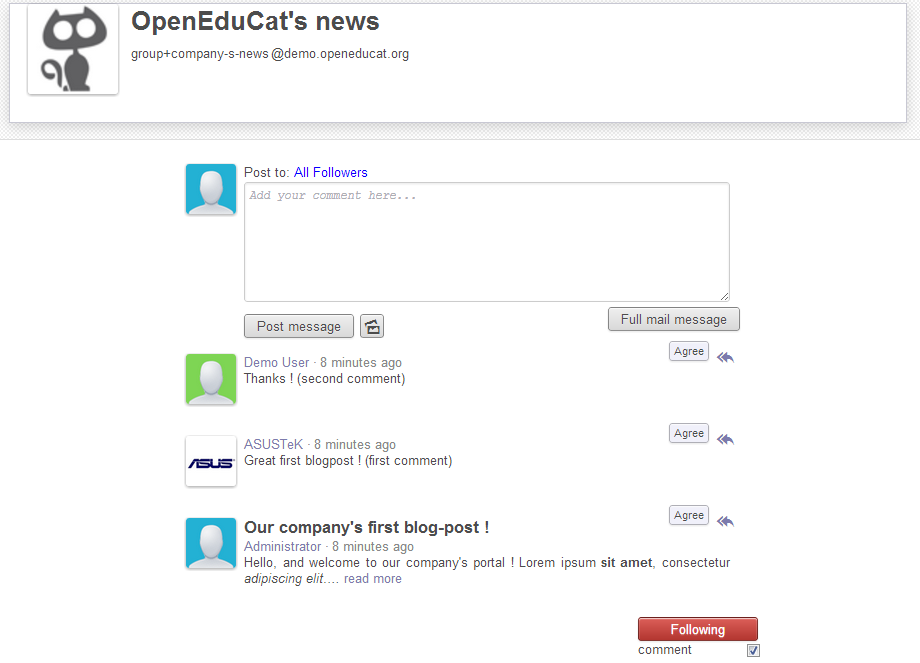 OpenEduCat's news
group+company-s-news @demo.openeducat.org
Post to: All Followers
Add your comment here...
Post message
Full mail message
Agree
Demo User · 8 minutes ago
Thanks ! (second comment)
Agree
ASUSTeK · 8 minutes ago
ASUS
Great first blogpost ! (first comment)
Agree
Our company's first blog-post !
Administrator · 8 minutes ago
Hello, and welcome to our company's portal ! Lorem ipsum sit amet, consectetur
adipiscing elit.... read more
Following
comment